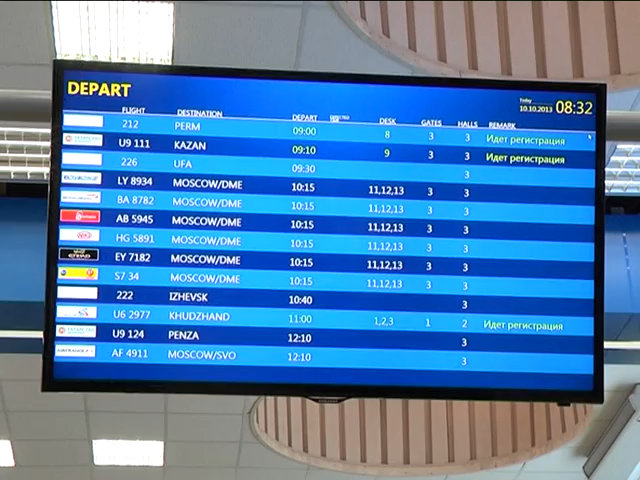 DEPART
Today
10.10.2013 08:32
FLIGHT DESTINATION DEPART DESK GATES HALLS REMARK
212 PERM 09:00 8 3 3 Идет регистрация
U9 111 KAZAN 09:10 9 3 3 Идет регистрация
226 UFA 09:30 3
LY 8934 MOSCOW/DME 10:15 11,12,13 3 3
BA 8782 MOSCOW/DME 10:15 11,12,13 3 3
AB 5945 MOSCOW/DME 10:15 11,12,13 3 3
HG 5891 MOSCOW/DME 10:15 11,12,13 3 3
EY 7182 MOSCOW/DME 10:15 11,12,13 3 3
S7 34 MOSCOW/DME 10:15 11,12,13 3 3
222 IZHEVSK 10:40 3
U6 2977 KHUDZHAND 11:00 1,2,3 1 2 Идет регистрация
U9 124 PENZA 12:10 3
AF 4911 MOSCOW/SVO 12:10 3